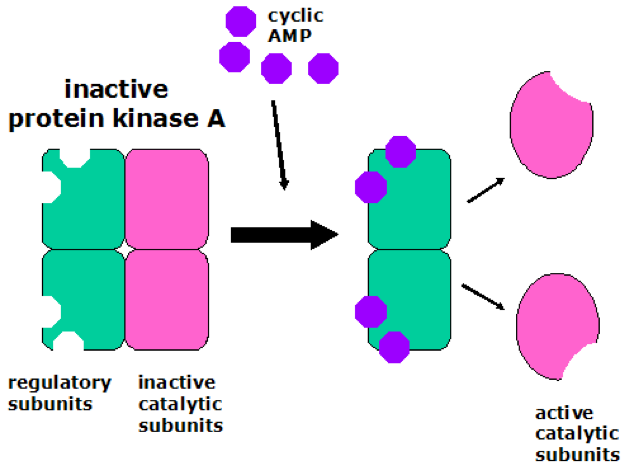 cyclic
AMP
inactive
protein kinase A
regulatory
subunits
inactive
catalytic
subunits
active
catalytic
subunits